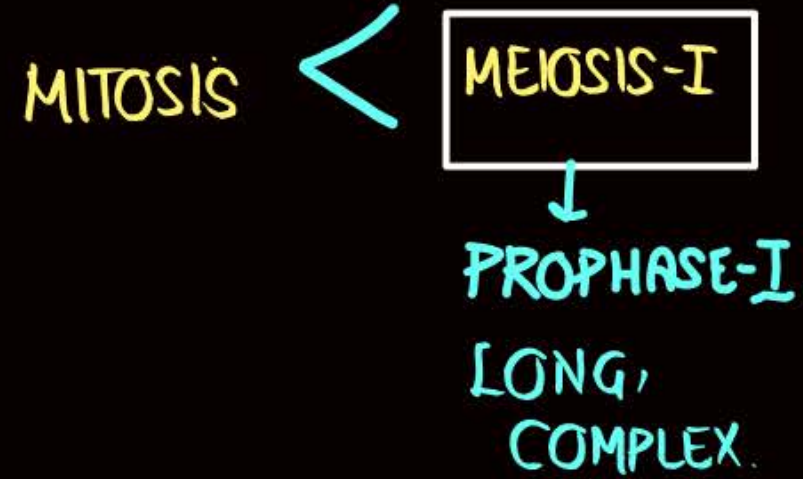 MITOSIS < MEIOSIS-I
↓
PROPHASE-I
LONG,
COMPLEX.